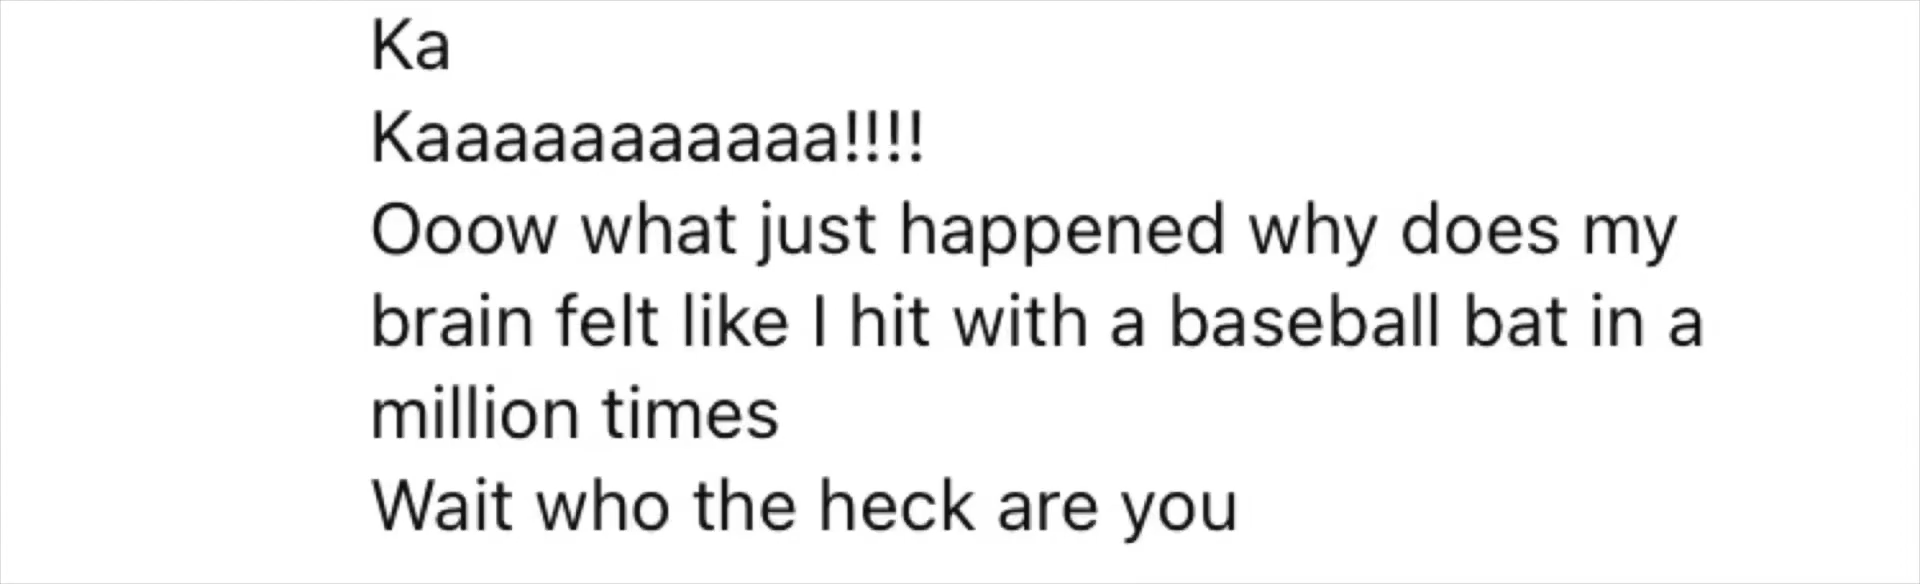 Ka
Kaaaaaaaaaaa!!!!
Ooow what just happened why does my
brain felt like I hit with a baseball bat in a
million times
Wait who the heck are you